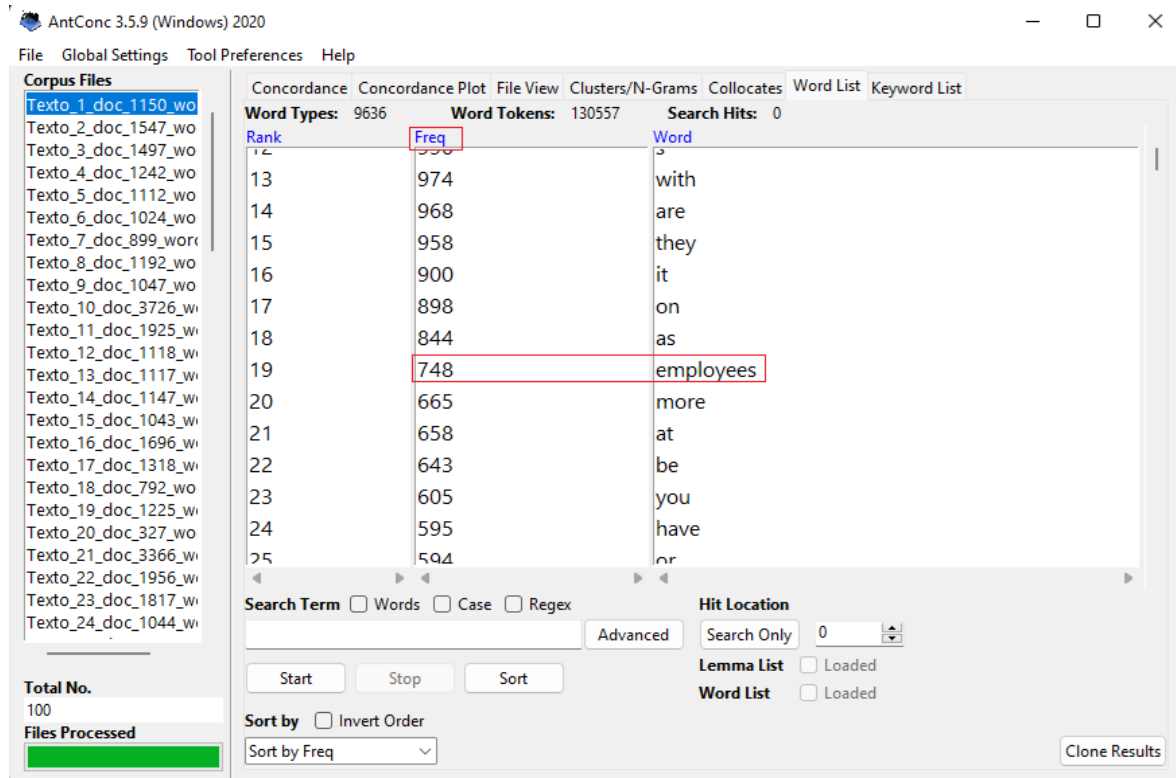 AntConc 3.5.9 (Windows) 2020
File Global Settings Tool Preferences Help
Corpus Files
Texto_1_doc_1150_wo
Texto_2_doc_1547_wo
Texto_3_doc_1497_wo
Texto_4_doc_1242_wo
Texto_5_doc_1112_wo
Texto_6_doc_1024_wo
Texto_7_doc_899_word
Texto_8_doc_1192_wo
Texto_9_doc_1047_wo
Texto_10_doc_3726_w
Texto_11_doc_1925_w
Texto_12_doc_1118_w
Texto_13_doc_1117_w
Texto_14_doc_1147_w
Texto_15_doc_1043_w
Texto_16_doc_1696_w
Texto_17_doc_1318_w
Texto_18_doc_792_wo
Texto_19_doc_1225_w
Texto_20_doc_327_wo
Texto_21_doc_3366_w
Texto_22_doc_1956_w
Texto_23_doc_1817_w
Texto_24_doc_1044_w
Total No.
100
Files Processed
Concordance Concordance Plot File View Clusters/N-Grams Collocates Word List Keyword List
Word Types: 9636 Word Tokens: 130557 Search Hits: 0
Rank Freq Word
13 974 with
14 968 are
15 958 they
16 900 it
17 898 on
18 844 as
19 748 employees
20 665 more
21 658 at
22 643 be
23 605 you
24 595 have
25 594 or
Search Term Words Case Regex Hit Location
Advanced Search Only 0
Start Stop Sort Lemma List Loaded
Word List Loaded
Sort by Invert Order
Sort by Freq Clone Results